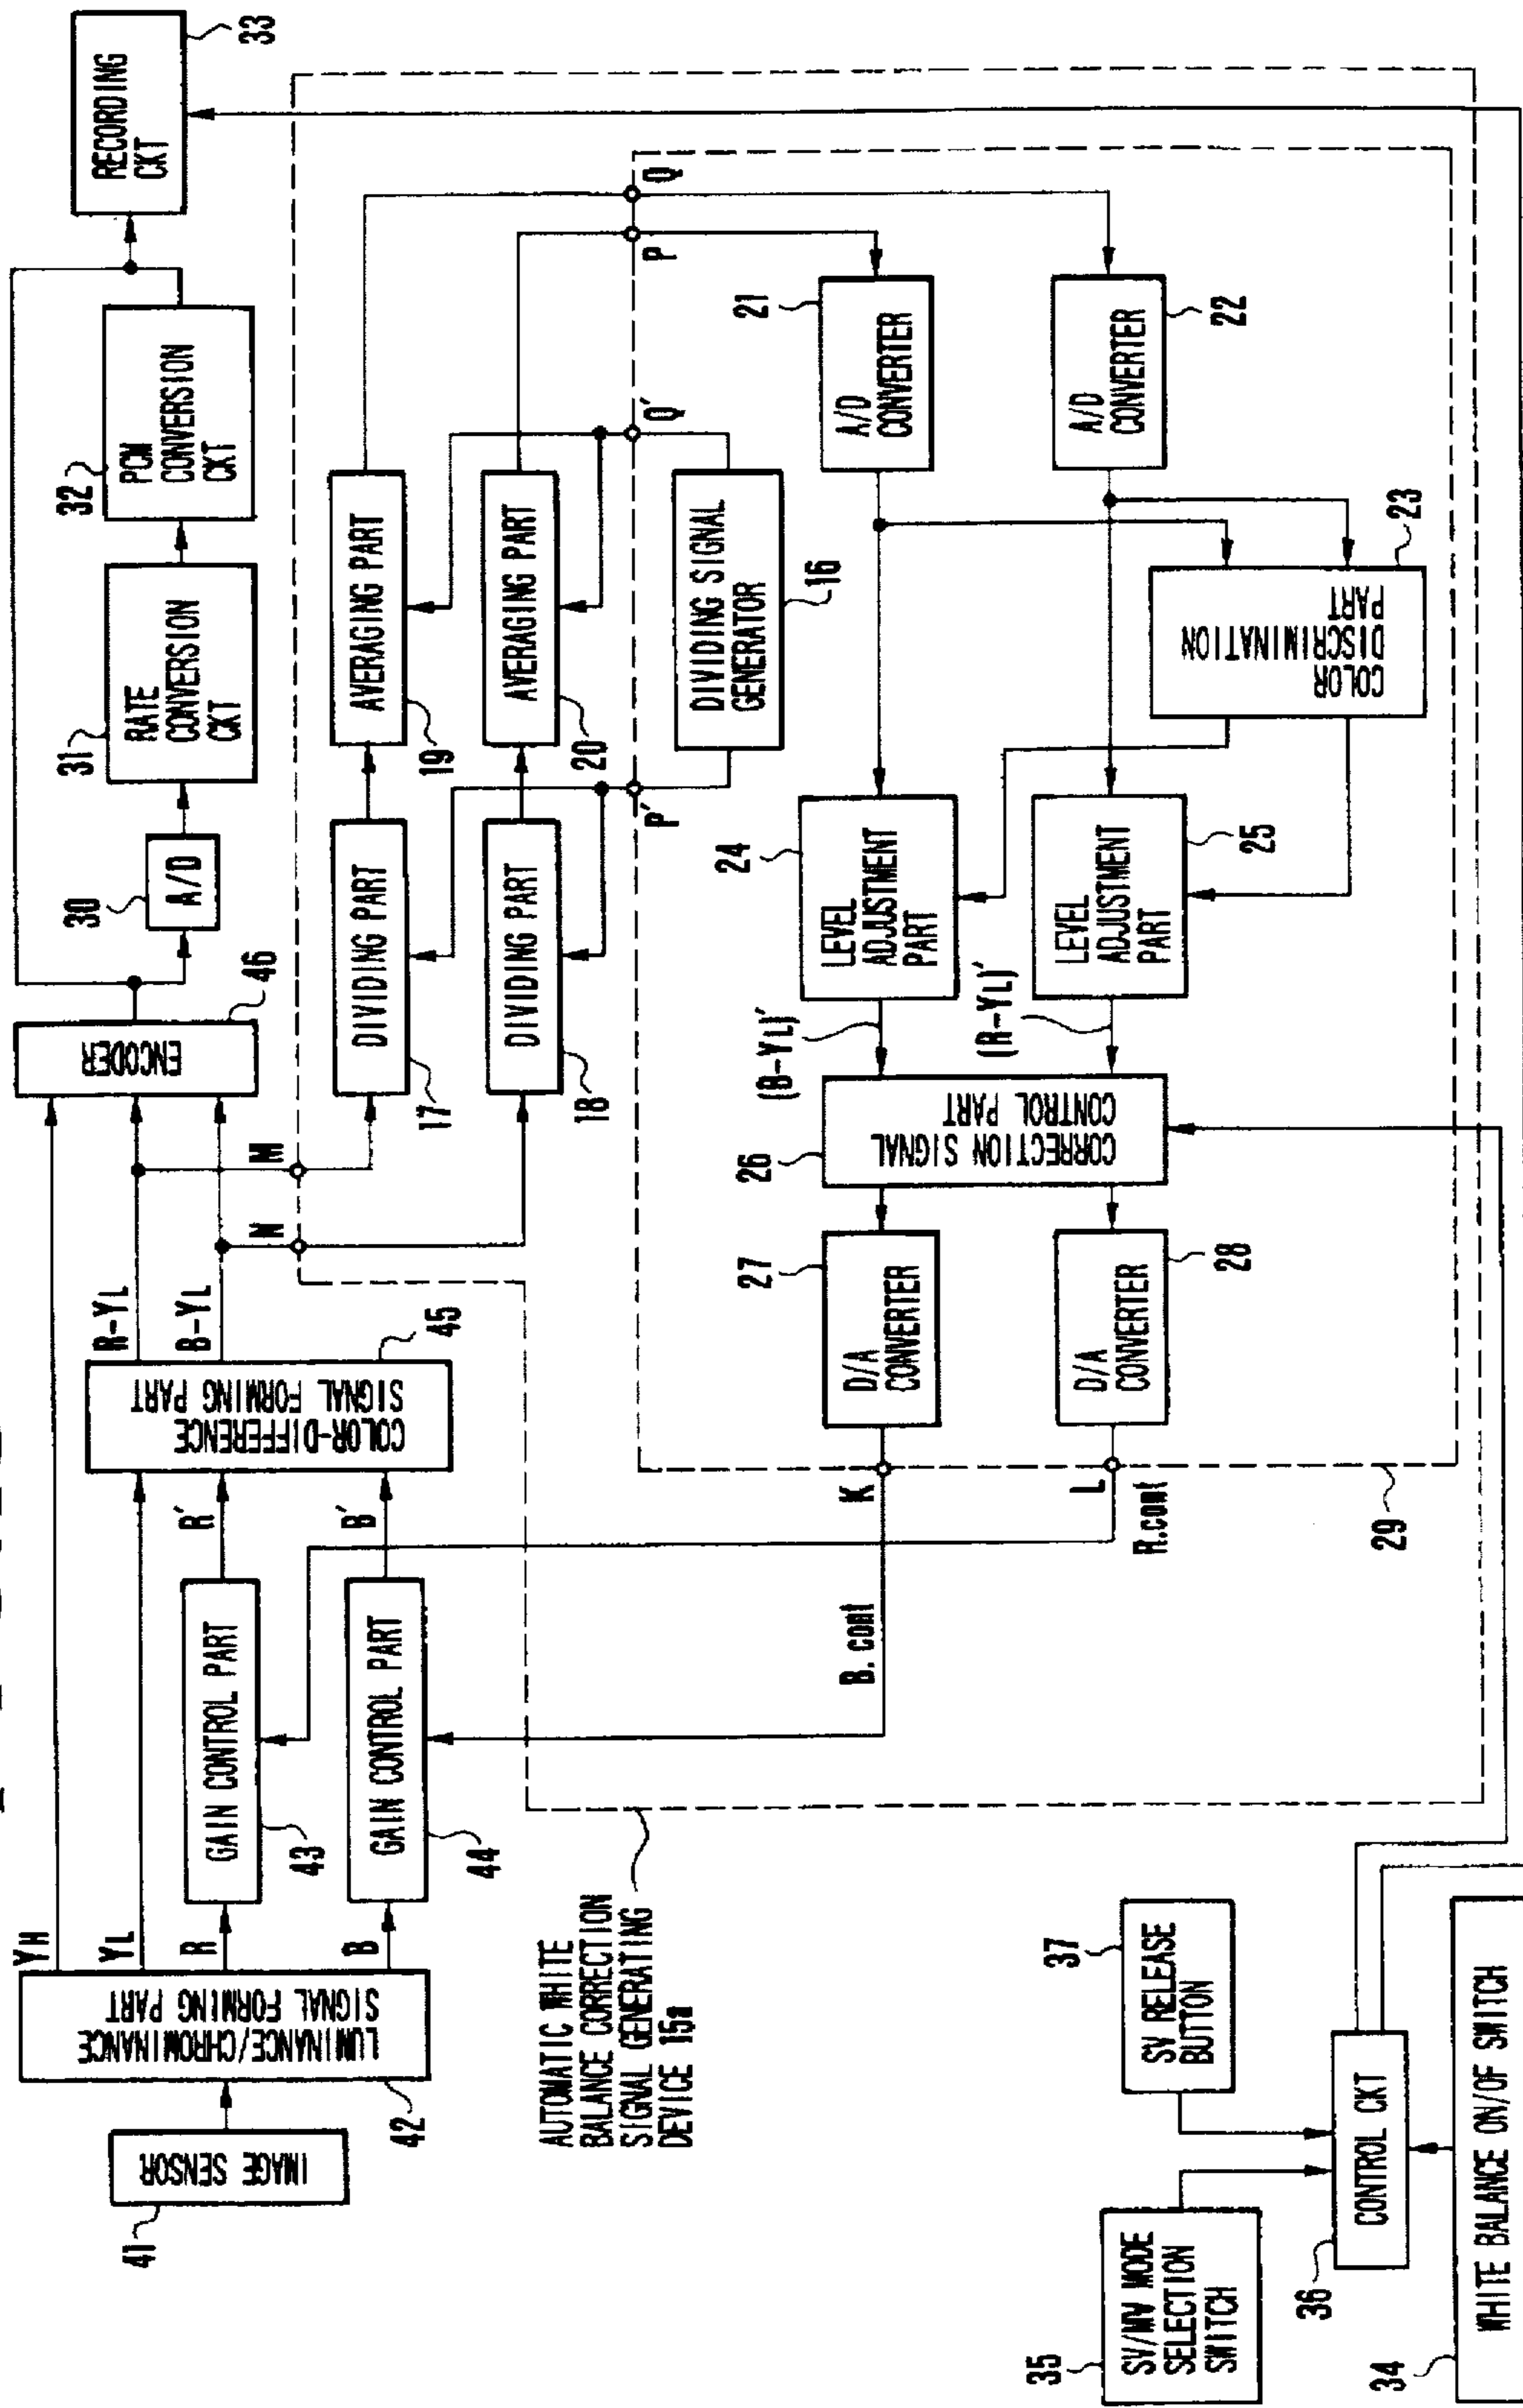 IMAGE SENSOR
41
LUMINANCE/CHROMINANCE
SIGNAL FORMING PART
42
YH
YL
R
B
GAIN CONTROL PART
43
GAIN CONTROL PART
44
R'
B'
COLOR-DIFFERENCE
SIGNAL FORMING PART
45
R-YL
B-YL
N
M
ENCODER
46
30
A/D
31
RATE
CONVERSION
CKT
32
PCM
CONVERSION
CKT
RECORDING
CKT
33
DIVIDING PART
17
DIVIDING PART
18
AVERAGING PART
19
AVERAGING PART
20
P'
Q'
P
Q
DIVIDING SIGNAL
GENERATOR
16
A/D
CONVERTER
21
A/D
CONVERTER
22
COLOR
DISCRIMINATION
PART
23
24
LEVEL
ADJUSTMENT
PART
LEVEL
ADJUSTMENT
PART
25
(B-YL)'
(R-YL)'
26
CORRECTION SIGNAL
CONTROL PART
27
D/A
CONVERTER
D/A
CONVERTER
28
K
L
B.cont
R.cont
29
AUTOMATIC WHITE
BALANCE CORRECTION
SIGNAL GENERATING
DEVICE 15a
35
SV/MV MODE
SELECTION
SWITCH
37
SV RELEASE
BUTTON
36
CONTROL CKT
34
WHITE BALANCE ON/OF SWITCH